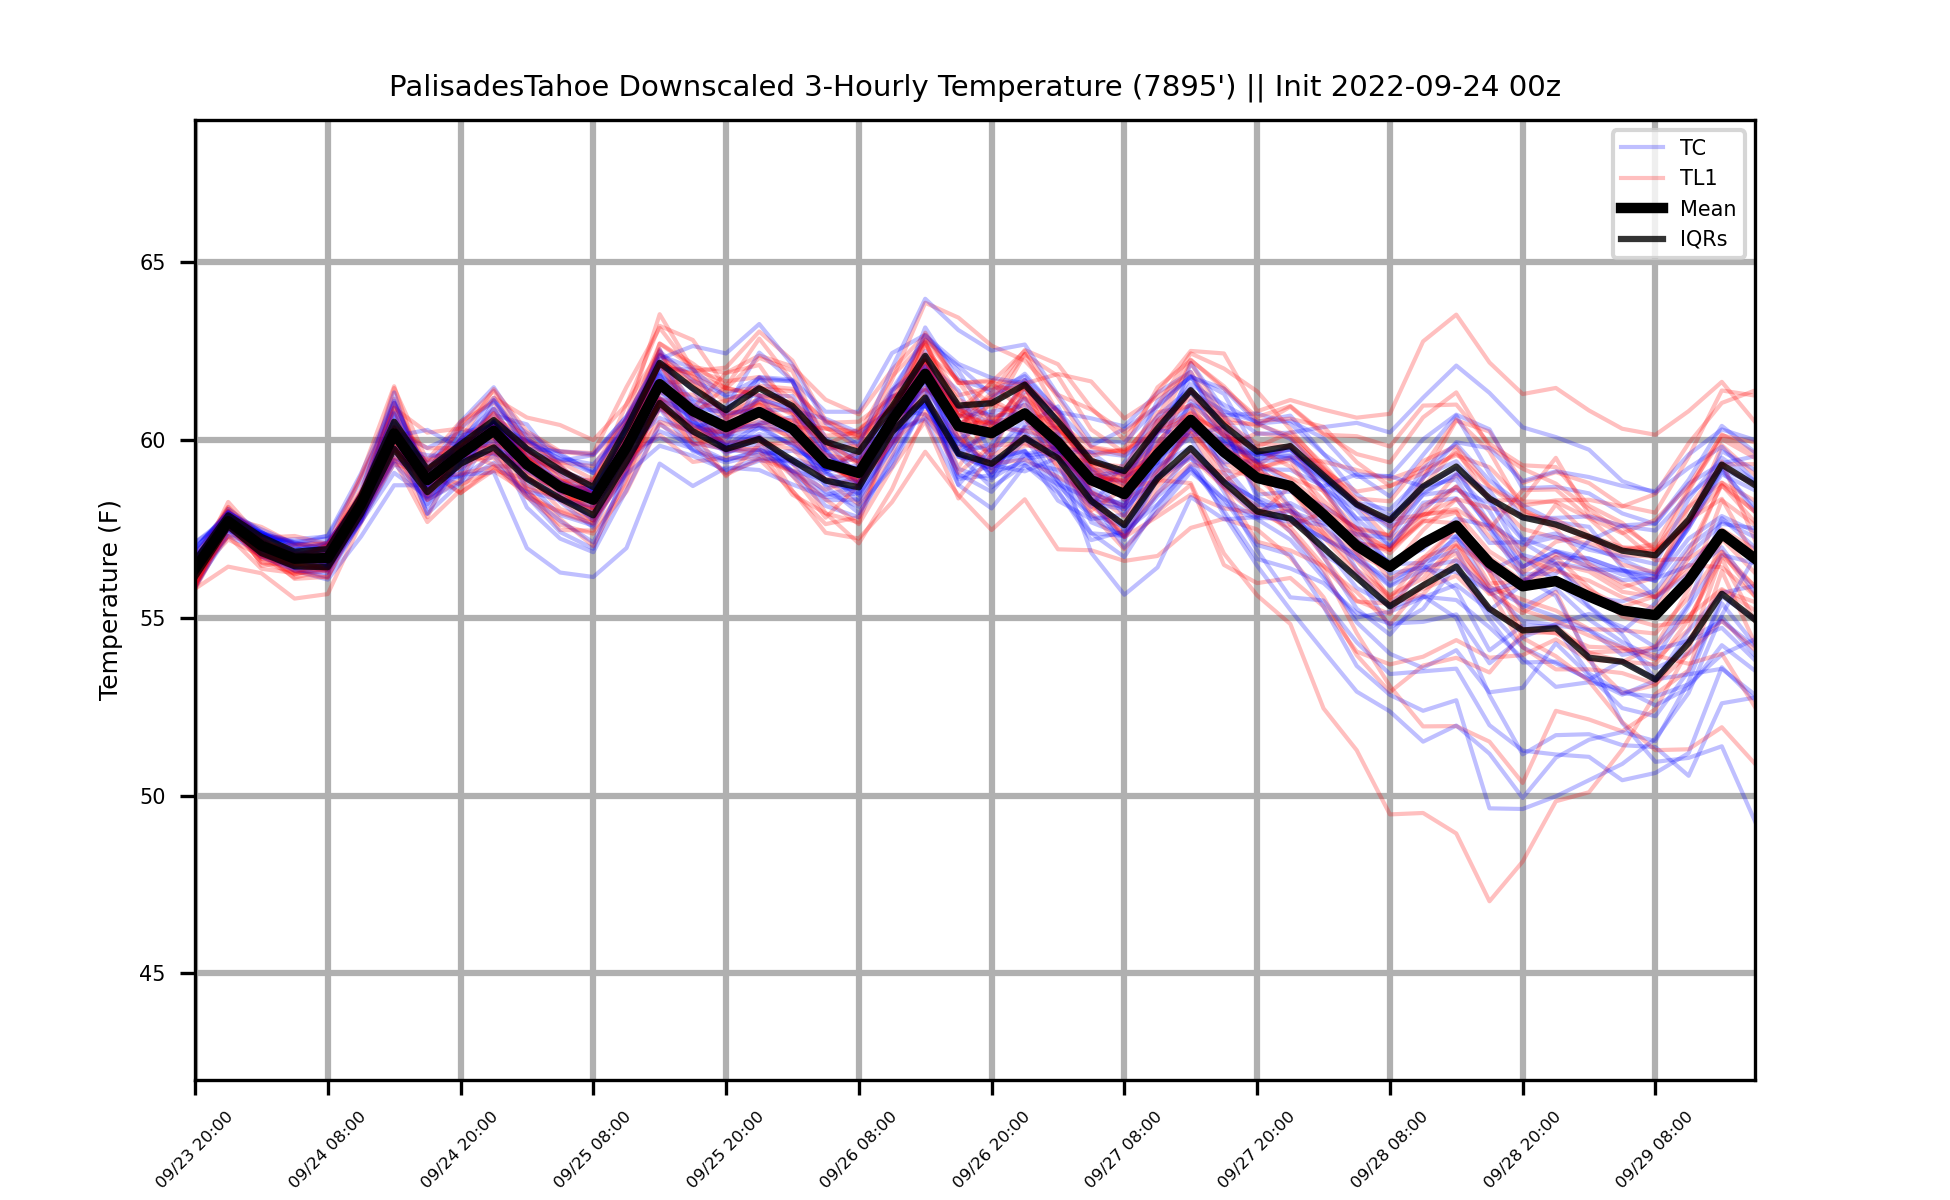 PalisadesTahoe Downscaled 3-Hourly Temperature (7895') || Init 2022-09-24 00z
TC
TL1
Mean
IQRs
Temperature (F)
65
60
55
50
45
09/23 20:00
09/24 08:00
09/24 20:00
09/25 08:00
09/25 20:00
09/26 08:00
09/26 20:00
09/27 08:00
09/27 20:00
09/28 08:00
09/28 20:00
09/29 08:00